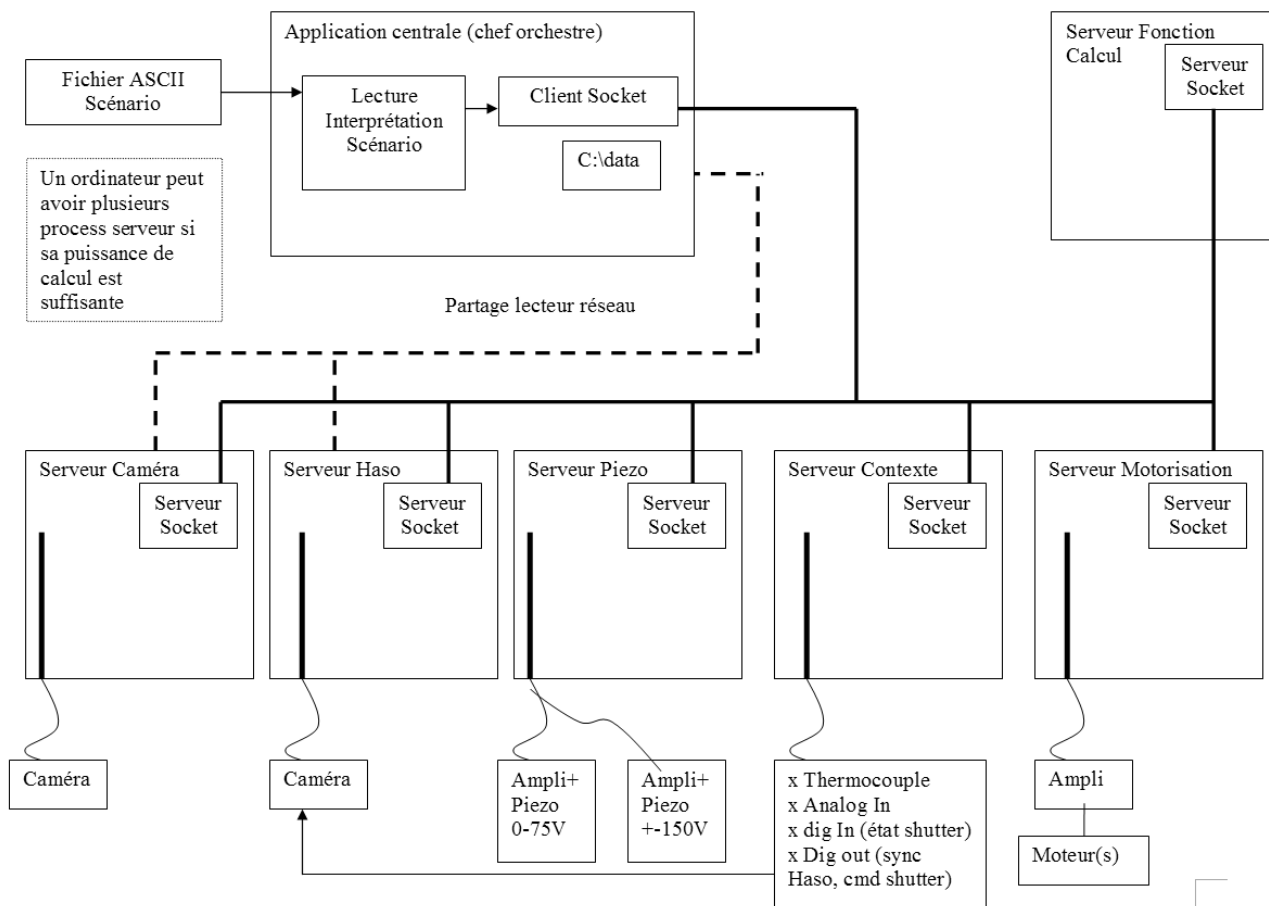 Application centrale (chef orchestre)
Serveur Fonction
Calcul
Serveur
Socket
Fichier ASCII
Scénario
Lecture
Interprétation
Scénario
Client Socket
C:\data
Un ordinateur peut
avoir plusieurs
process serveur si
sa puissance de
calcul est
suffisante
Partage lecteur réseau
Serveur Caméra
Serveur
Socket
Serveur Haso
Serveur
Socket
Serveur Piezo
Serveur
Socket
Serveur Contexte
Serveur
Socket
Serveur Motorisation
Serveur
Socket
Caméra
Caméra
Ampli+
Piezo
0-75V
Ampli+
Piezo
+-150V
x Thermocouple
x Analog In
x dig In (état shutter)
x Dig out (sync
Haso, cmd shutter)
Ampli
Moteur(s)